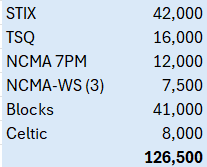 STIX 42,000
TSQ 16,000
NCMA 7PM 12,000
NCMA-WS (3) 7,500
Blocks 41,000
Celtic 8,000
126,500